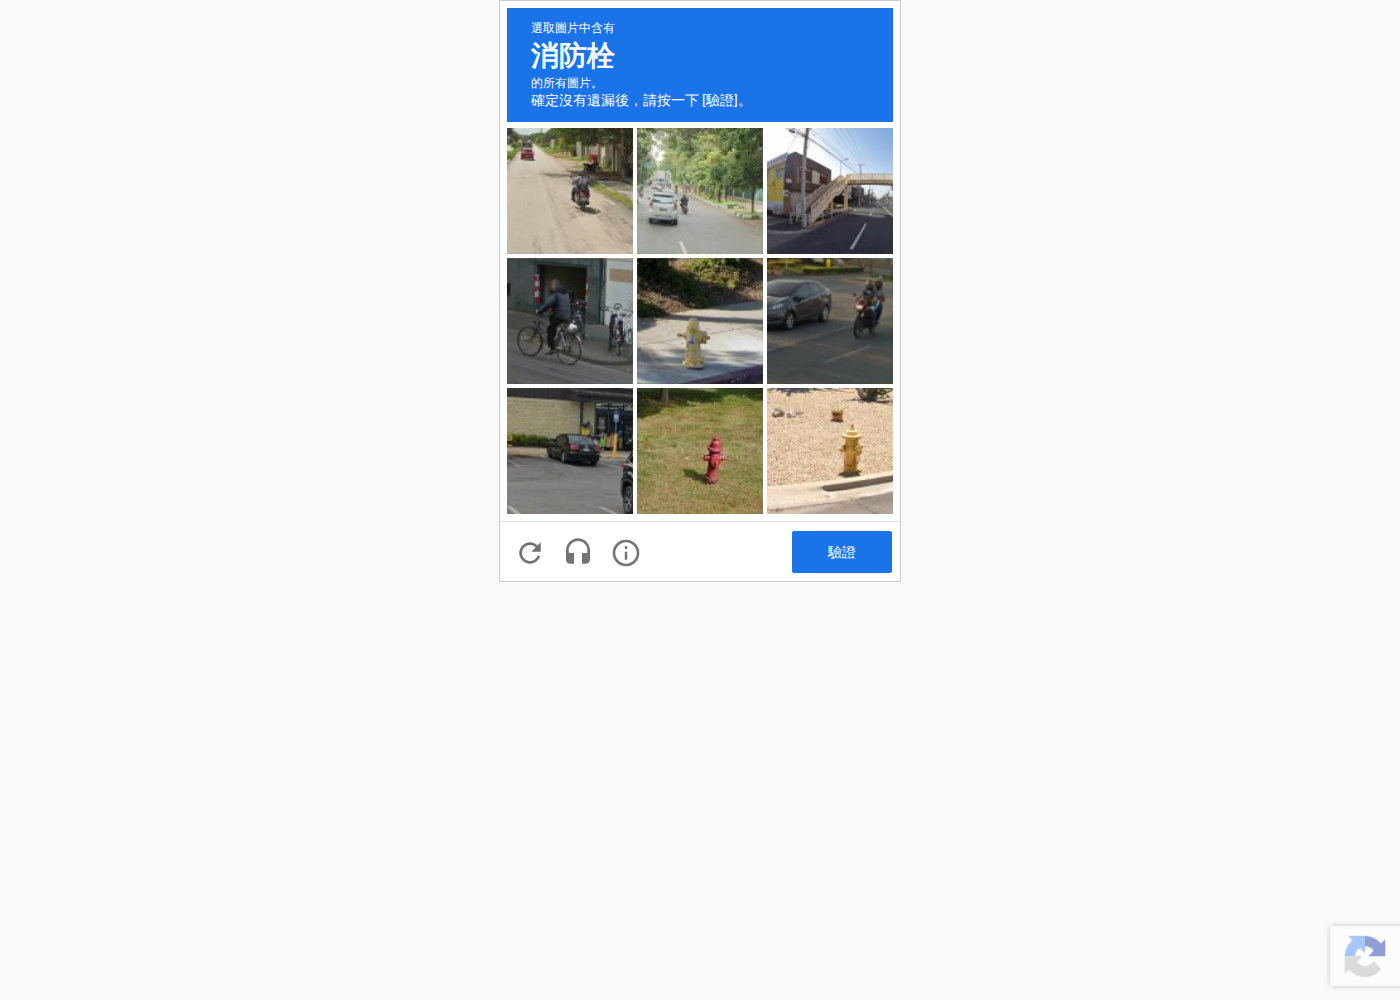 選取圖片中含有
消防栓
的所有圖片。
確定沒有遺漏後，請按一下 [驗證]。
驗證